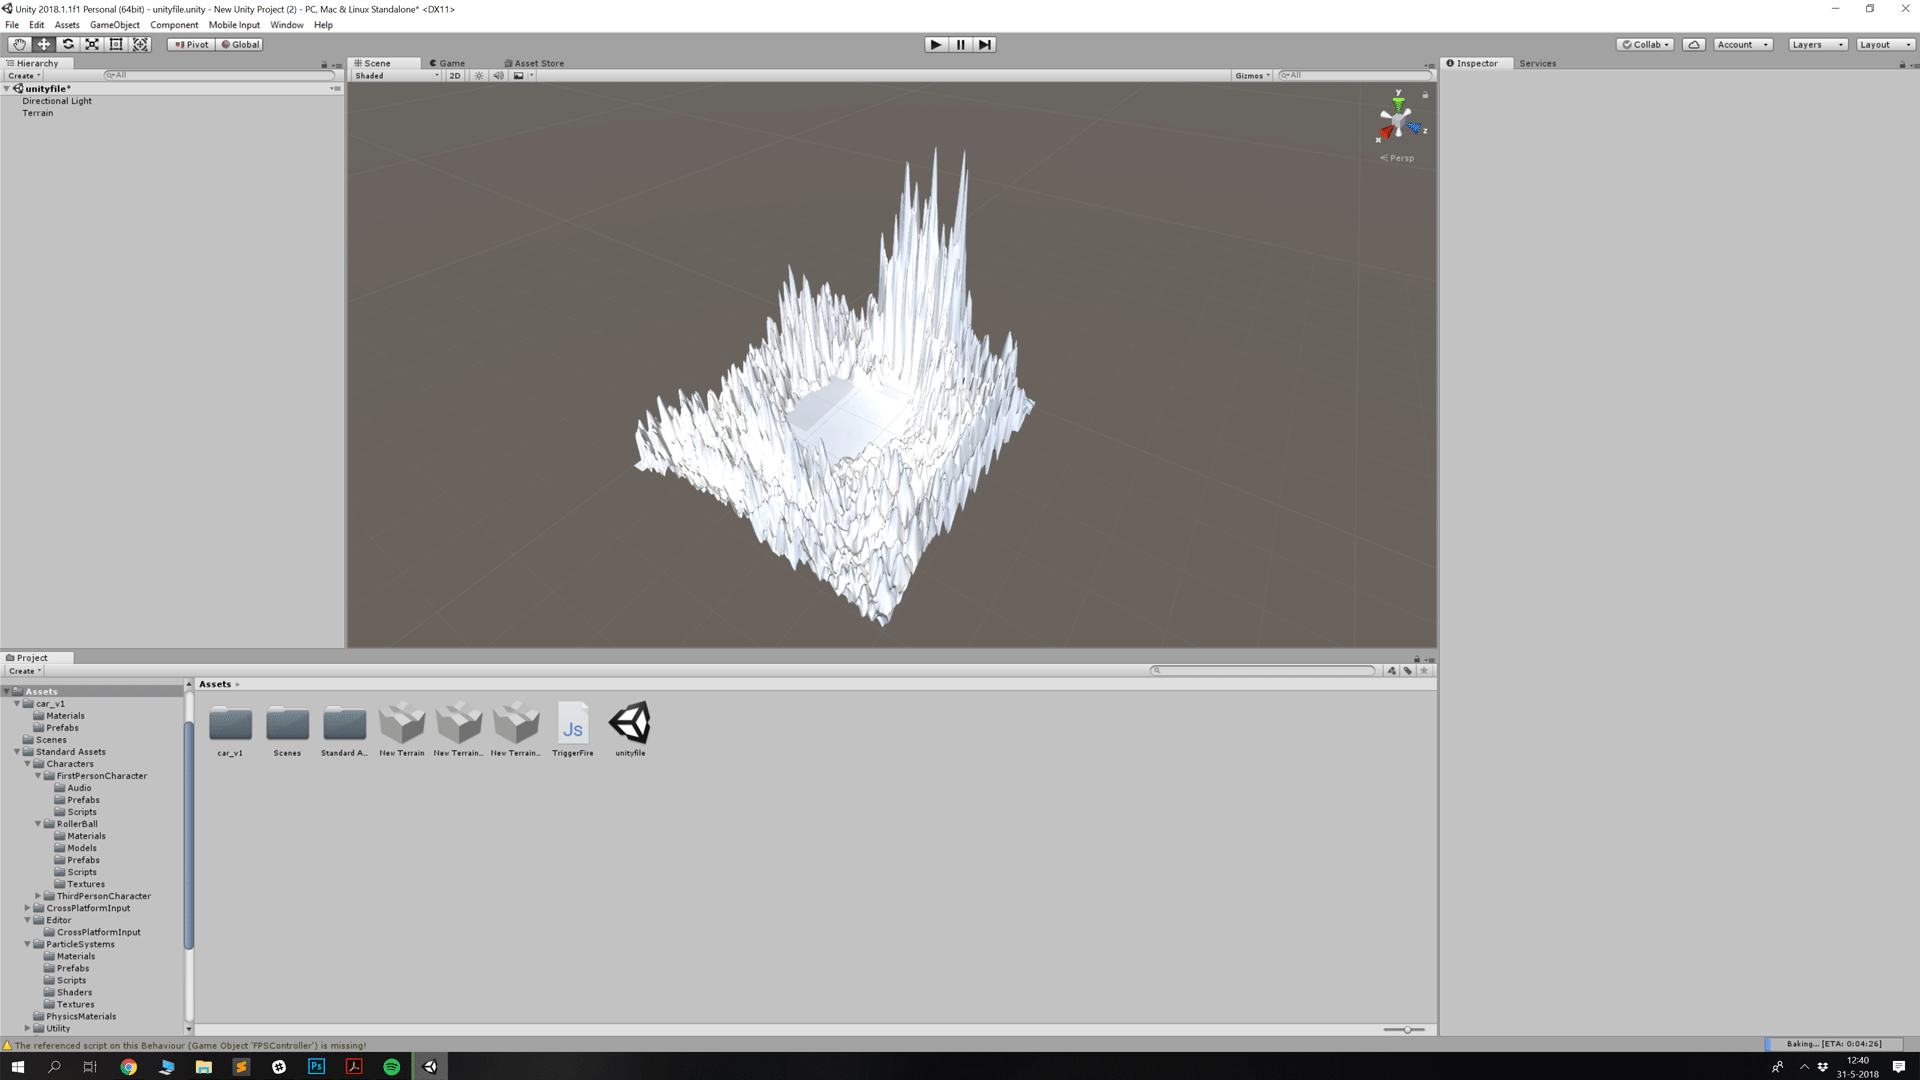 Unity 2018.1.1f1 Personal (64bit) - unityfile.unity - New Unity Project (2) - PC, Mac & Linux Standalone* <DX11>
File Edit Assets GameObject Component Mobile Input Window Help
Pivot Global Collab Account Layers Layout
Hierarchy
Create All
unityfile*
Directional Light
Terrain
Scene Game Asset Store
Shaded 2D Gizmos All
y
x
z
Persp
Inspector Services
Project
Create
Assets
car_v1
Materials
Prefabs
Scenes
Standard Assets
Characters
FirstPersonCharacter
Audio
Prefabs
Scripts
RollerBall
Materials
Models
Prefabs
Scripts
Textures
ThirdPersonCharacter
CrossPlatformInput
Editor
CrossPlatformInput
ParticleSystems
Materials
Prefabs
Scripts
Shaders
Textures
PhysicsMaterials
Utility
Assets
car_v1 Scenes Standard A... New Terrain New Terrain... New Terrain... TriggerFire unityfile
Js
The referenced script on this Behaviour (Game Object 'FPSController') is missing!
Baking... [ETA: 0:04:26]
Ps
12:40
31-5-2018